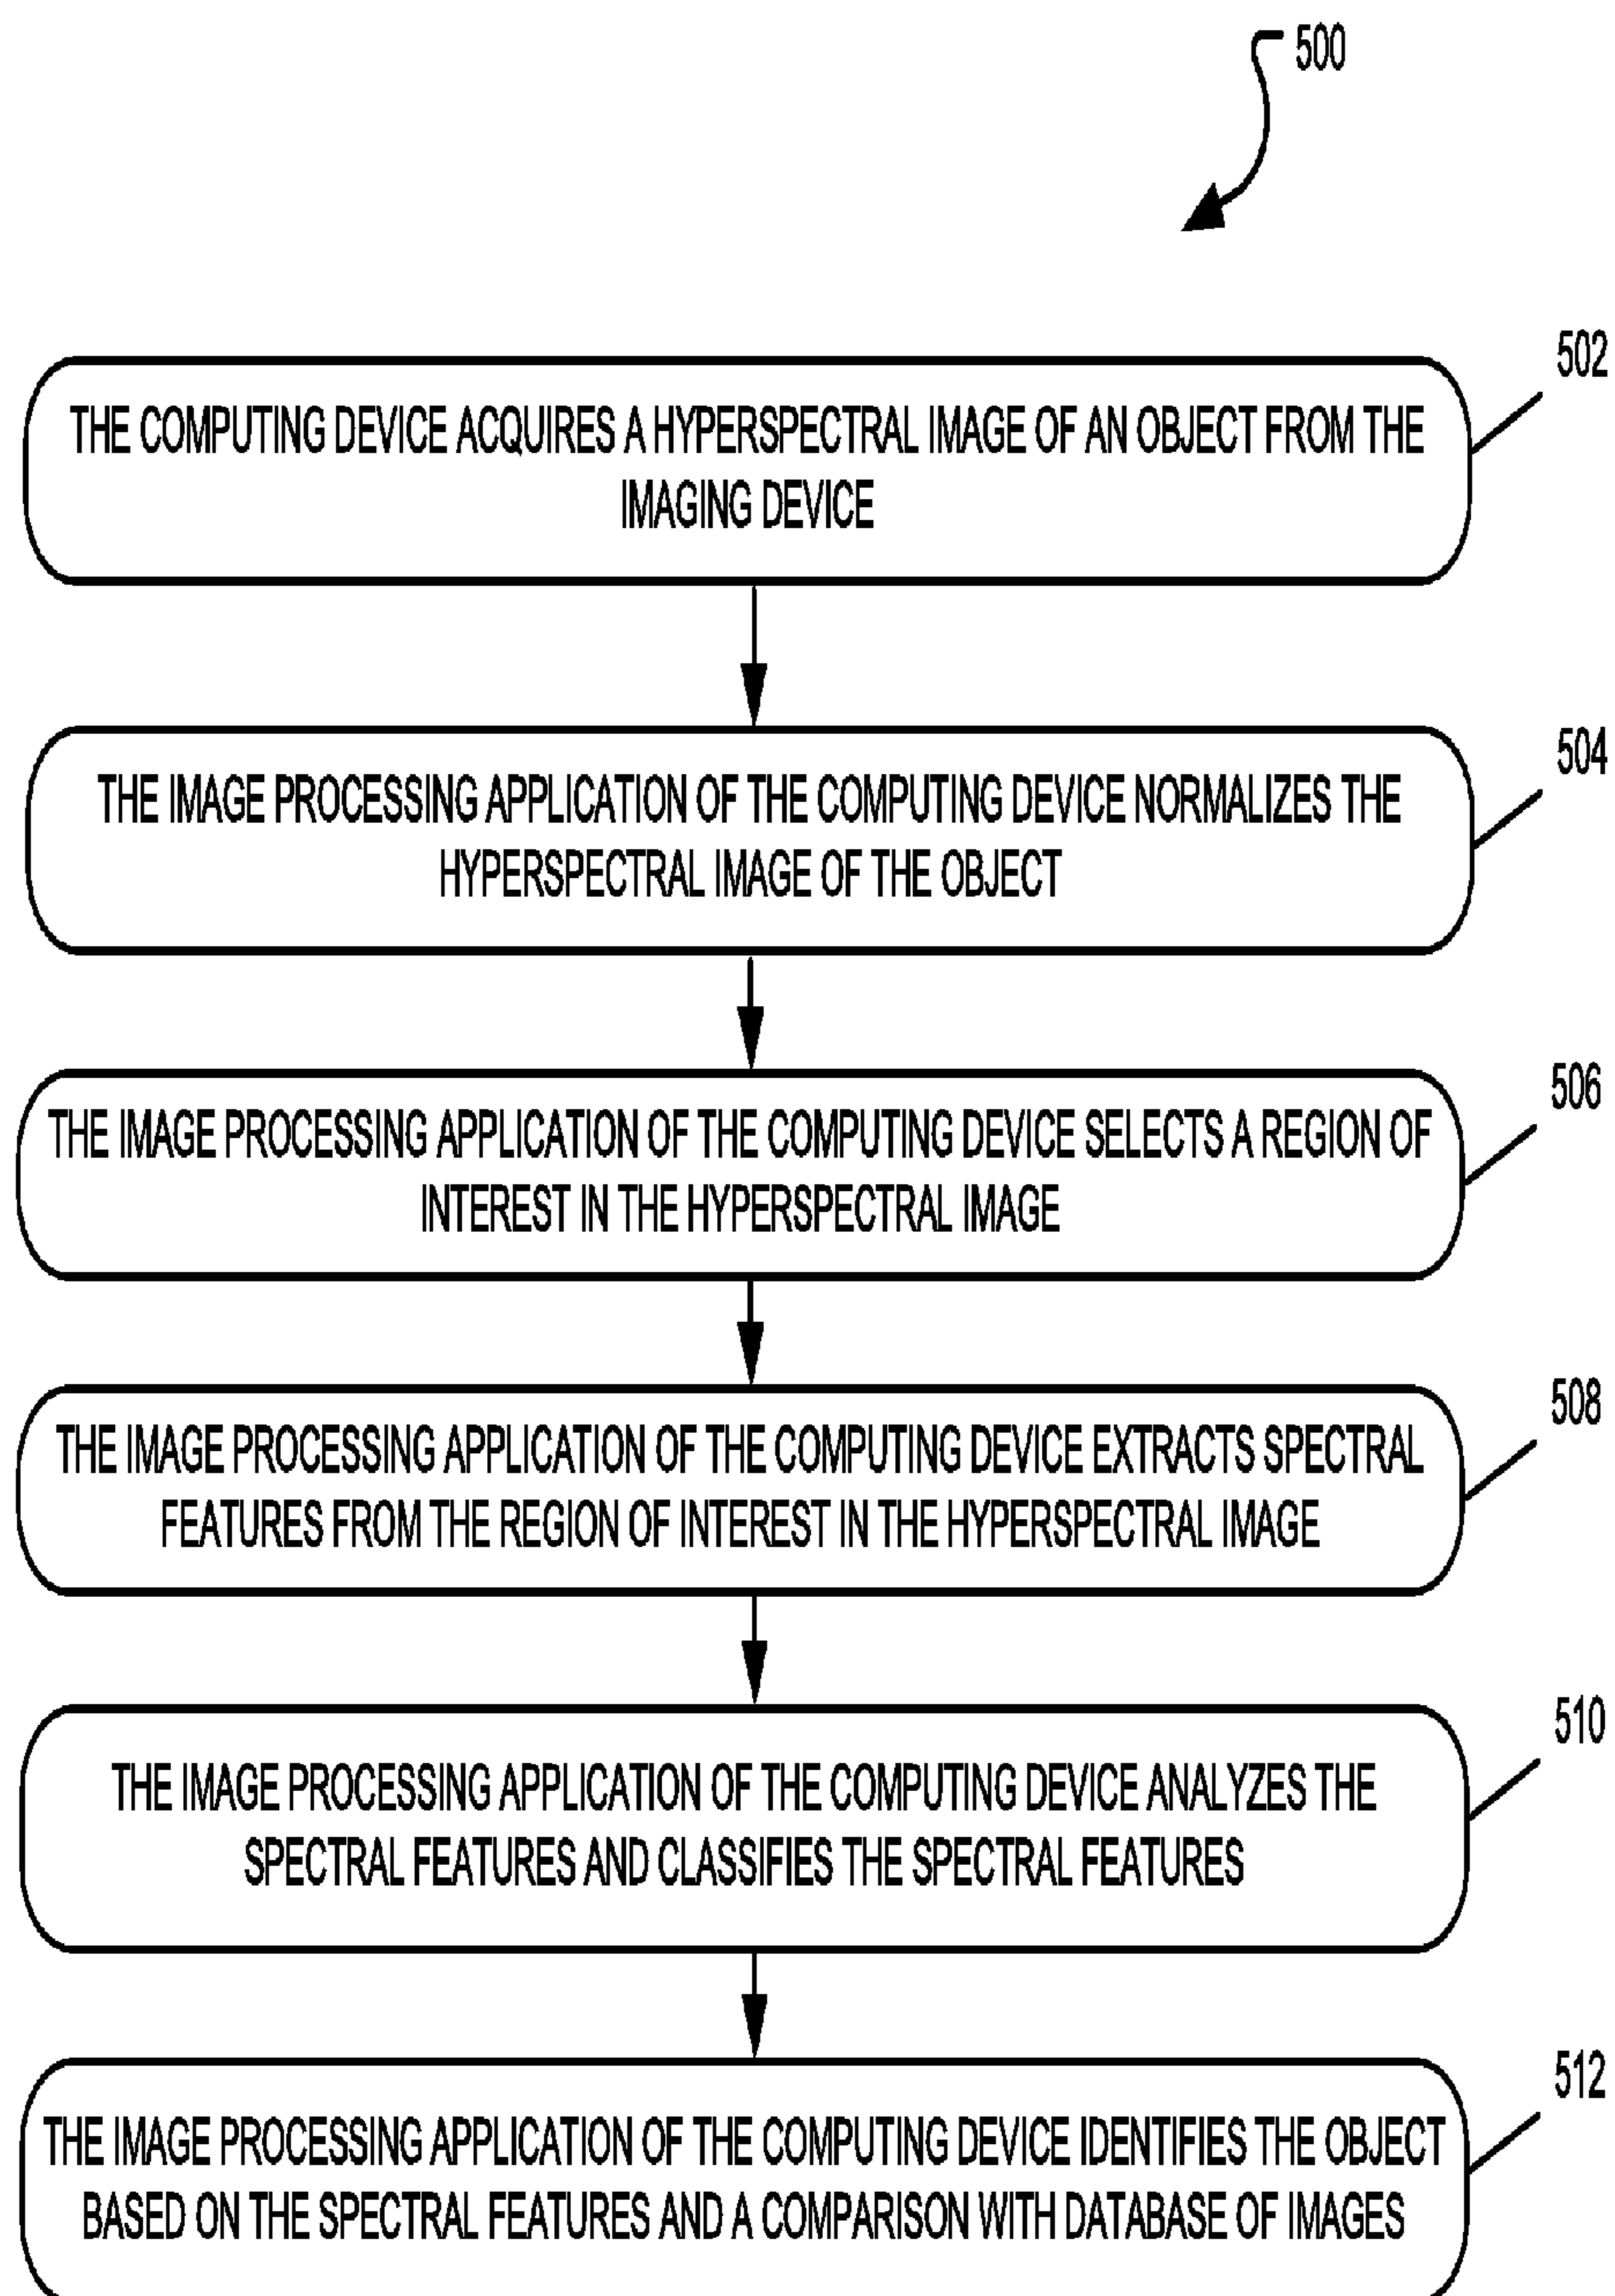 500
502
THE COMPUTING DEVICE ACQUIRES A HYPERSPECTRAL IMAGE OF AN OBJECT FROM THE
IMAGING DEVICE
504
THE IMAGE PROCESSING APPLICATION OF THE COMPUTING DEVICE NORMALIZES THE
HYPERSPECTRAL IMAGE OF THE OBJECT
506
THE IMAGE PROCESSING APPLICATION OF THE COMPUTING DEVICE SELECTS A REGION OF
INTEREST IN THE HYPERSPECTRAL IMAGE
508
THE IMAGE PROCESSING APPLICATION OF THE COMPUTING DEVICE EXTRACTS SPECTRAL
FEATURES FROM THE REGION OF INTEREST IN THE HYPERSPECTRAL IMAGE
510
THE IMAGE PROCESSING APPLICATION OF THE COMPUTING DEVICE ANALYZES THE
SPECTRAL FEATURES AND CLASSIFIES THE SPECTRAL FEATURES
512
THE IMAGE PROCESSING APPLICATION OF THE COMPUTING DEVICE IDENTIFIES THE OBJECT
BASED ON THE SPECTRAL FEATURES AND A COMPARISON WITH DATABASE OF IMAGES